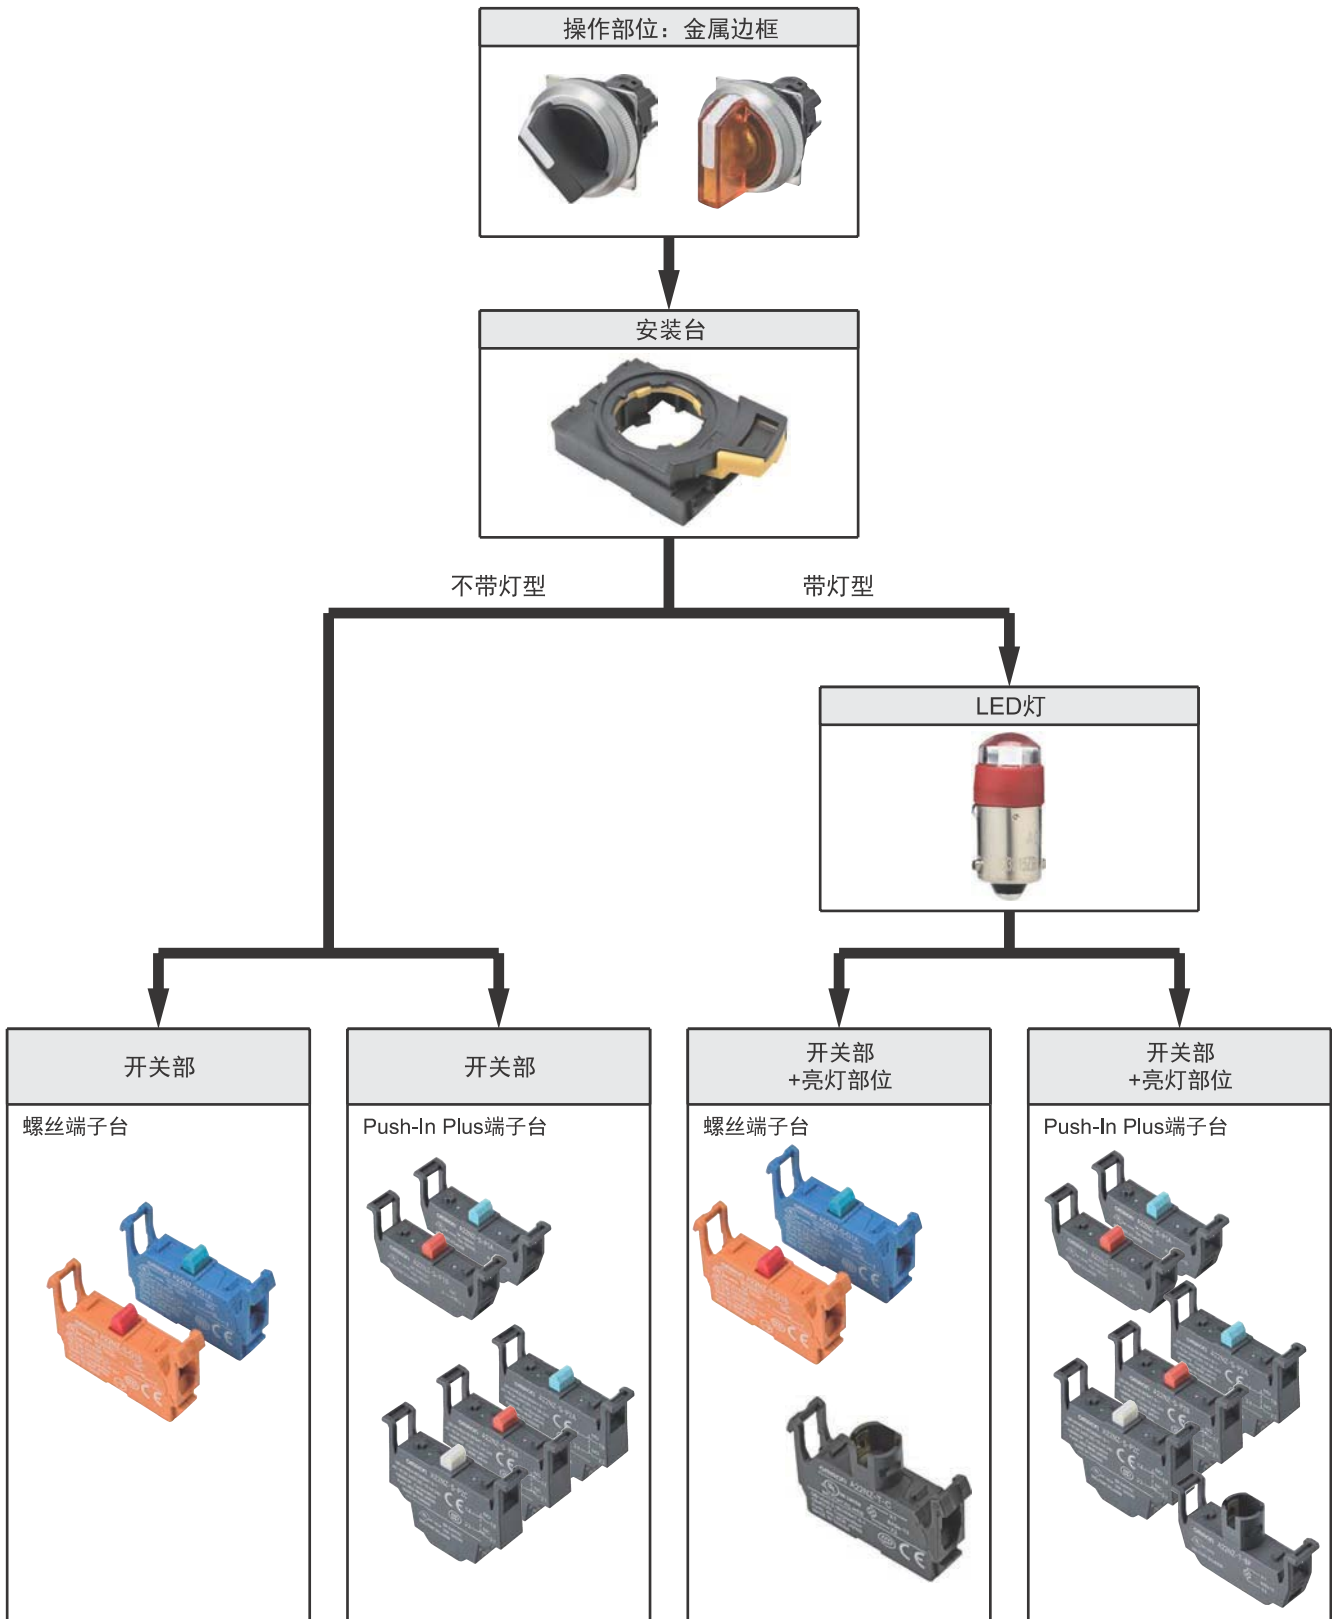 操作部位：金属边框
安装台
不带灯型
带灯型
LED灯
开关部
开关部
开关部
+亮灯部位
开关部
+亮灯部位
螺丝端子台
Push-In Plus端子台
螺丝端子台
Push-In Plus端子台